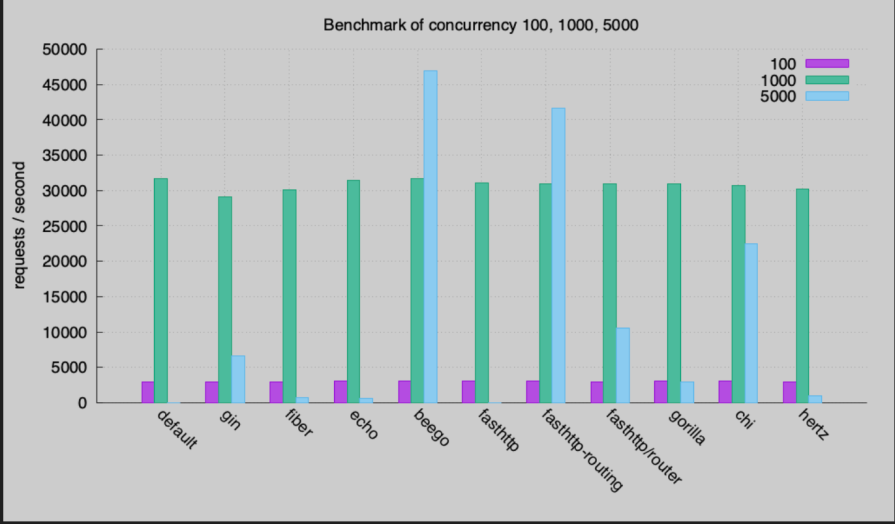 Benchmark of concurrency 100, 1000, 5000
100
1000
5000
requests / second
50000
45000
40000
35000
30000
25000
20000
15000
10000
5000
0
default
gin
fiber
echo
beego
fasthttp
fasthttp-routing
fasthttp/router
gorilla
chi
hertz